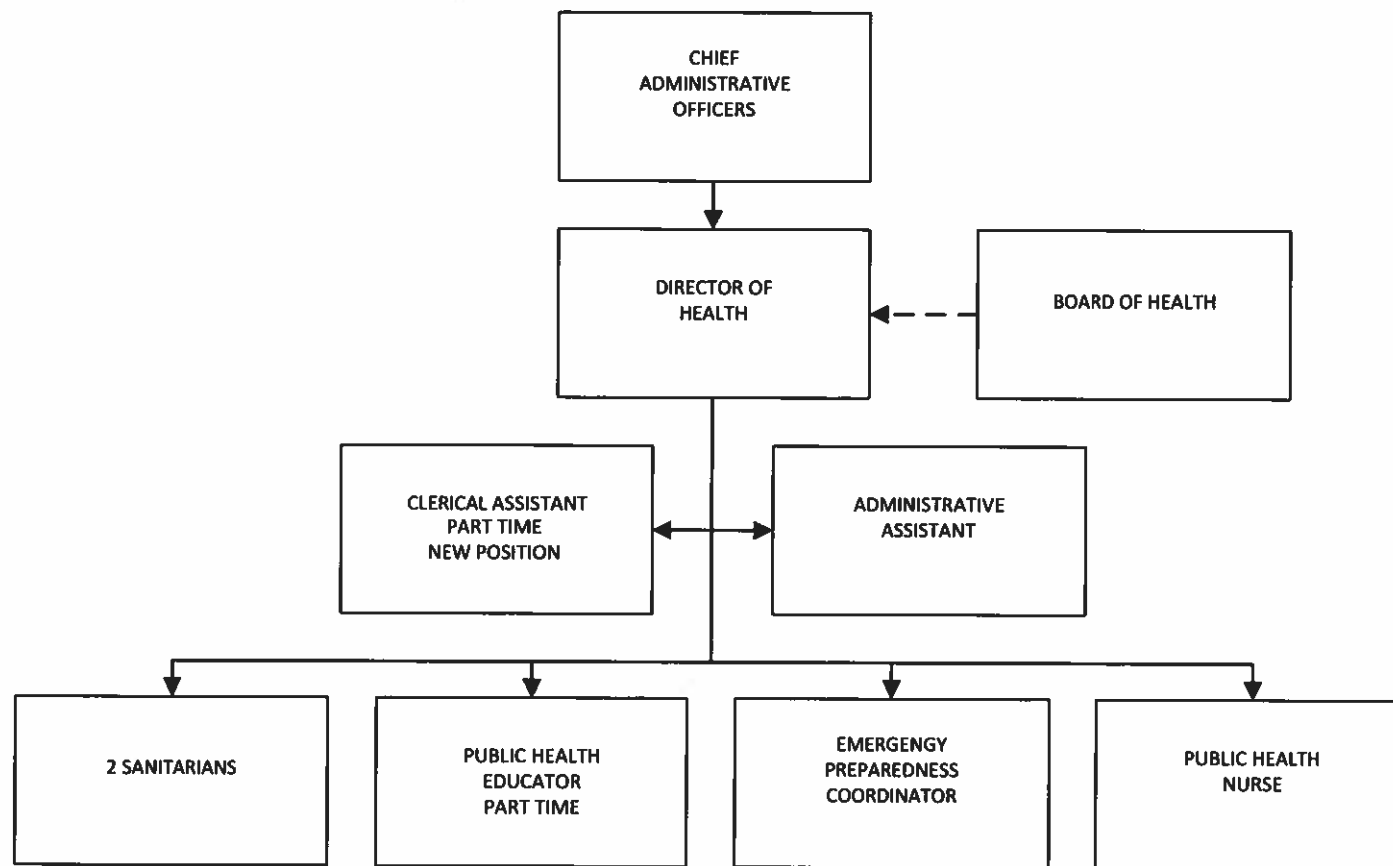 CHIEF
ADMINISTRATIVE
OFFICERS
DIRECTOR OF
HEALTH
BOARD OF HEALTH
CLERICAL ASSISTANT
PART TIME
NEW POSITION
ADMINISTRATIVE
ASSISTANT
2 SANITARIANS
PUBLIC HEALTH
EDUCATOR
PART TIME
EMERGENGY
PREPAREDNESS
COORDINATOR
PUBLIC HEALTH
NURSE